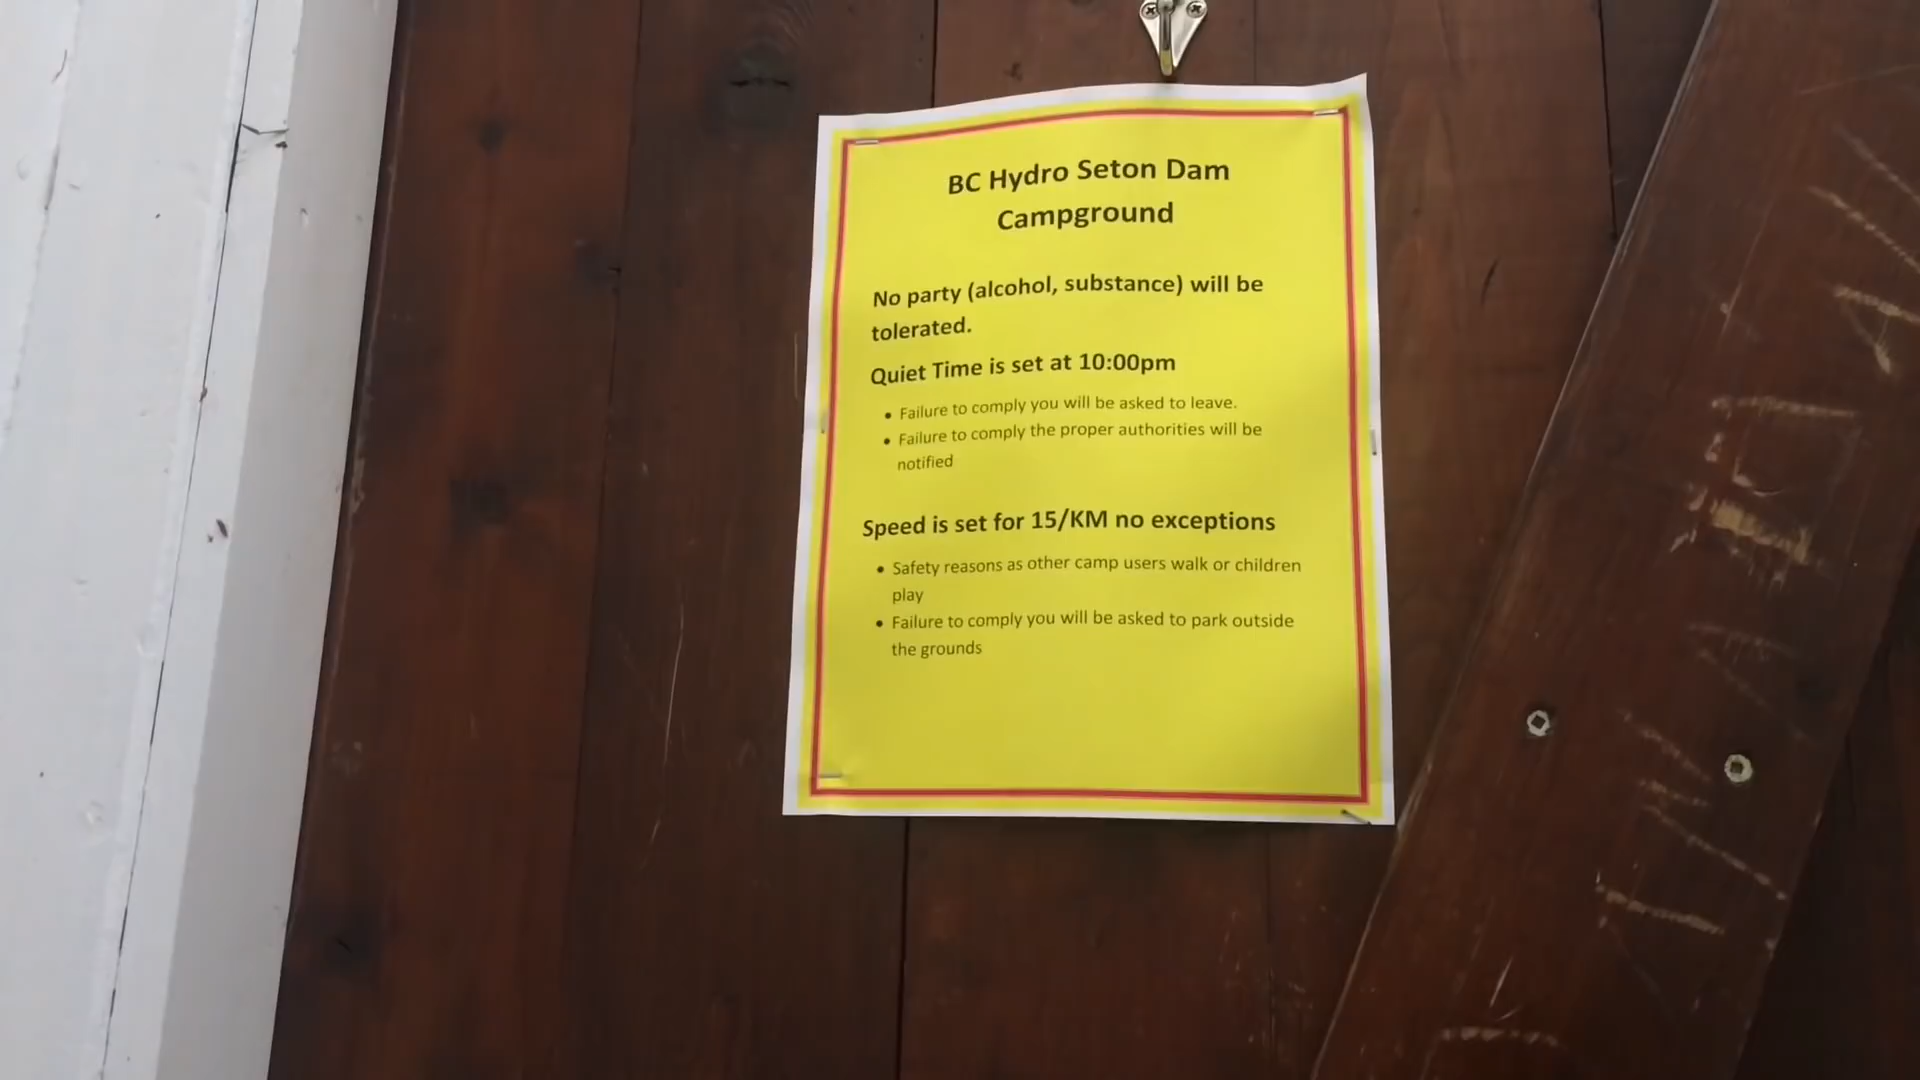 BC Hydro Seton Dam
Campground
No party (alcohol, substance) will be
tolerated.
Quiet Time is set at 10:00pm
• Failure to comply you will be asked to leave.
• Failure to comply the proper authorities will be
notified
Speed is set for 15/KM no exceptions
• Safety reasons as other camp users walk or children
play
• Failure to comply you will be asked to park outside
the grounds